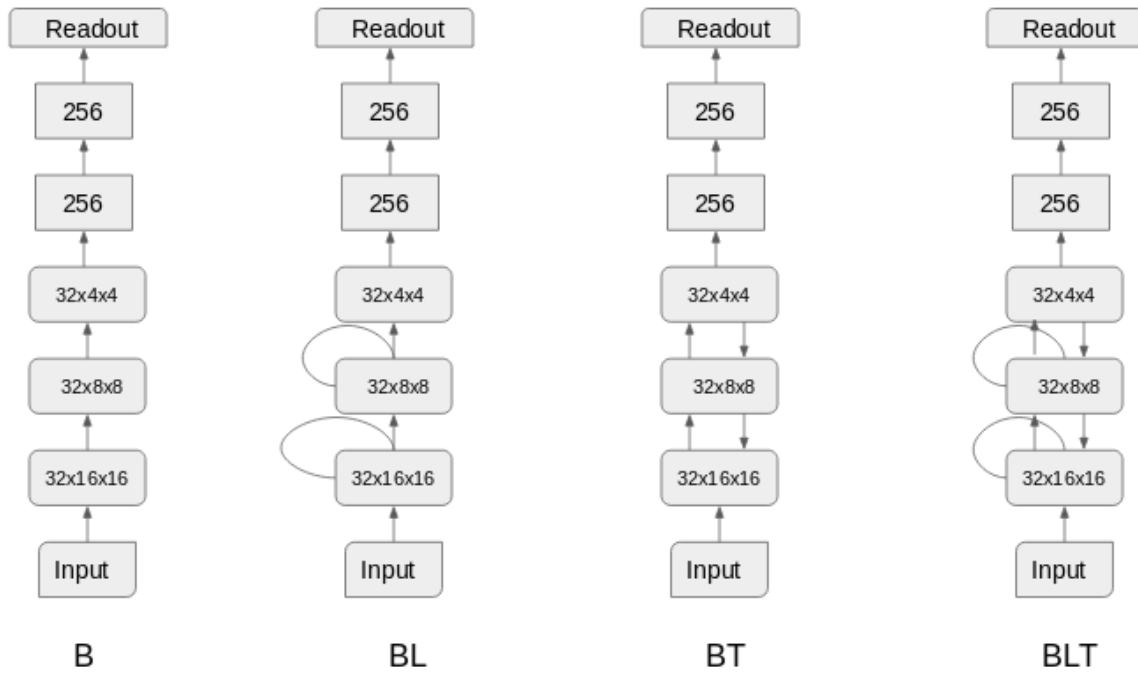 Readout Readout Readout Readout
256 256 256 256
256 256 256 256
32x4x4 32x4x4 32x4x4 32x4x4
32x8x8 32x8x8 32x8x8 32x8x8
32x16x16 32x16x16 32x16x16 32x16x16
Input Input Input Input
B BL BT BLT